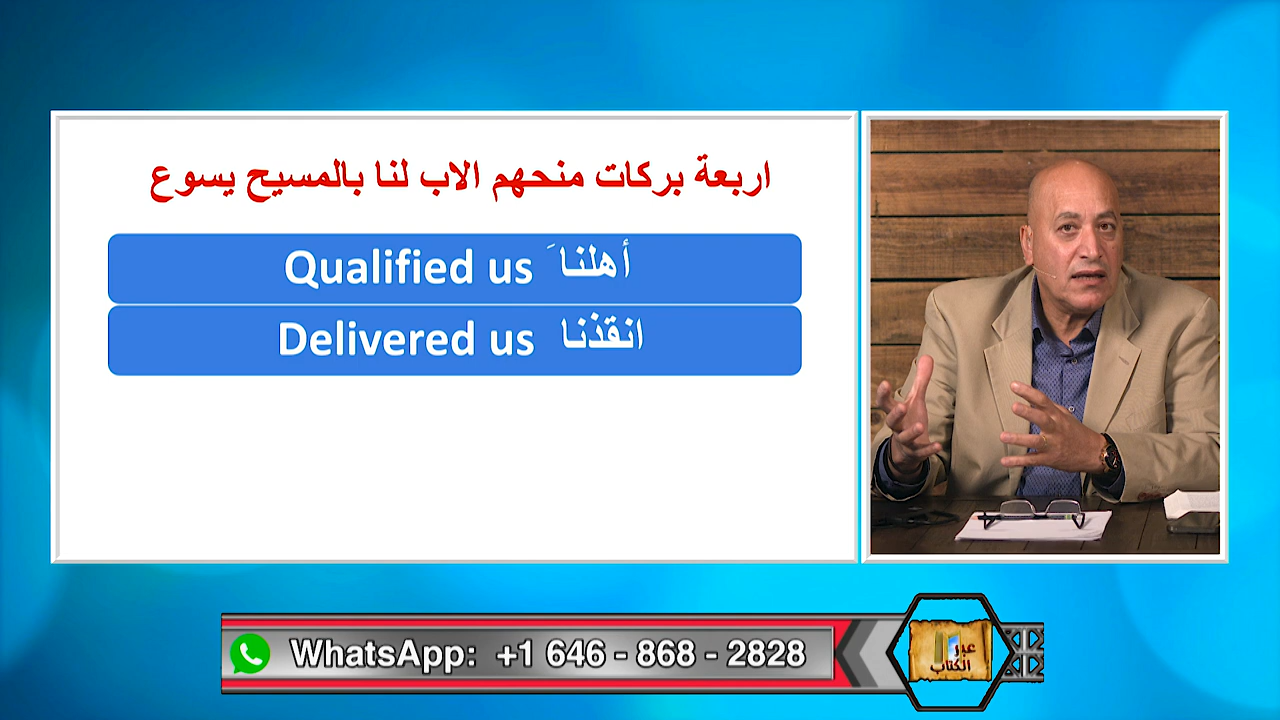 اربعة بركات منحهم الاب لنا بالمسيح يسوع
Qualified us أهلناَ
Delivered us انقذنا
WhatsApp: +1 646 - 868 - 2828
عبر
الكتاب